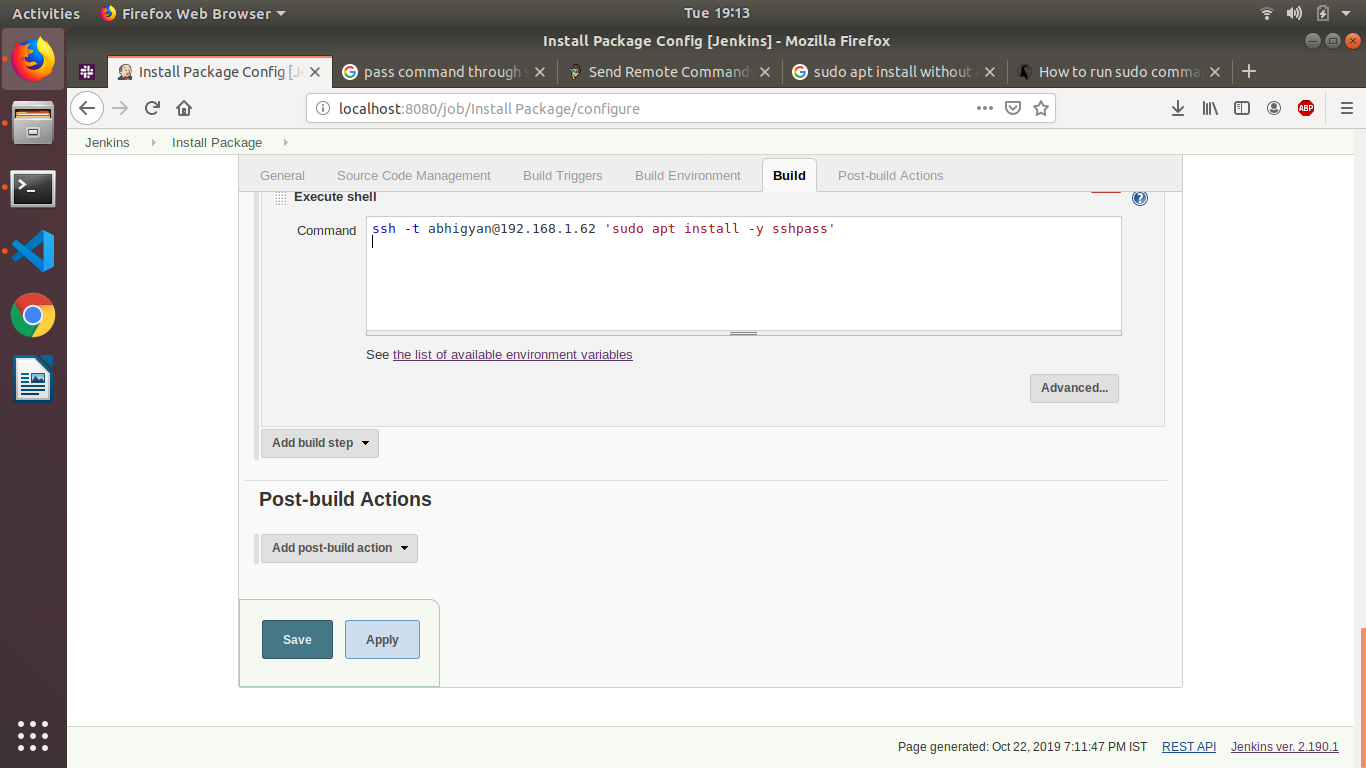 Activities Firefox Web Browser Tue 19:13
Install Package Config [Jenkins] - Mozilla Firefox
Install Package Config [J
pass command through
Send Remote Command
sudo apt install without
How to run sudo comma
localhost:8080/job/Install Package/configure
ABP
Jenkins Install Package
General Source Code Management Build Triggers Build Environment Build Post-build Actions
Execute shell
?
Command
ssh -t abhigyan@192.168.1.62 'sudo apt install -y sshpass'
See the list of available environment variables
Advanced...
Add build step
Post-build Actions
Add post-build action
Save Apply
Page generated: Oct 22, 2019 7:11:47 PM IST REST API Jenkins ver. 2.190.1